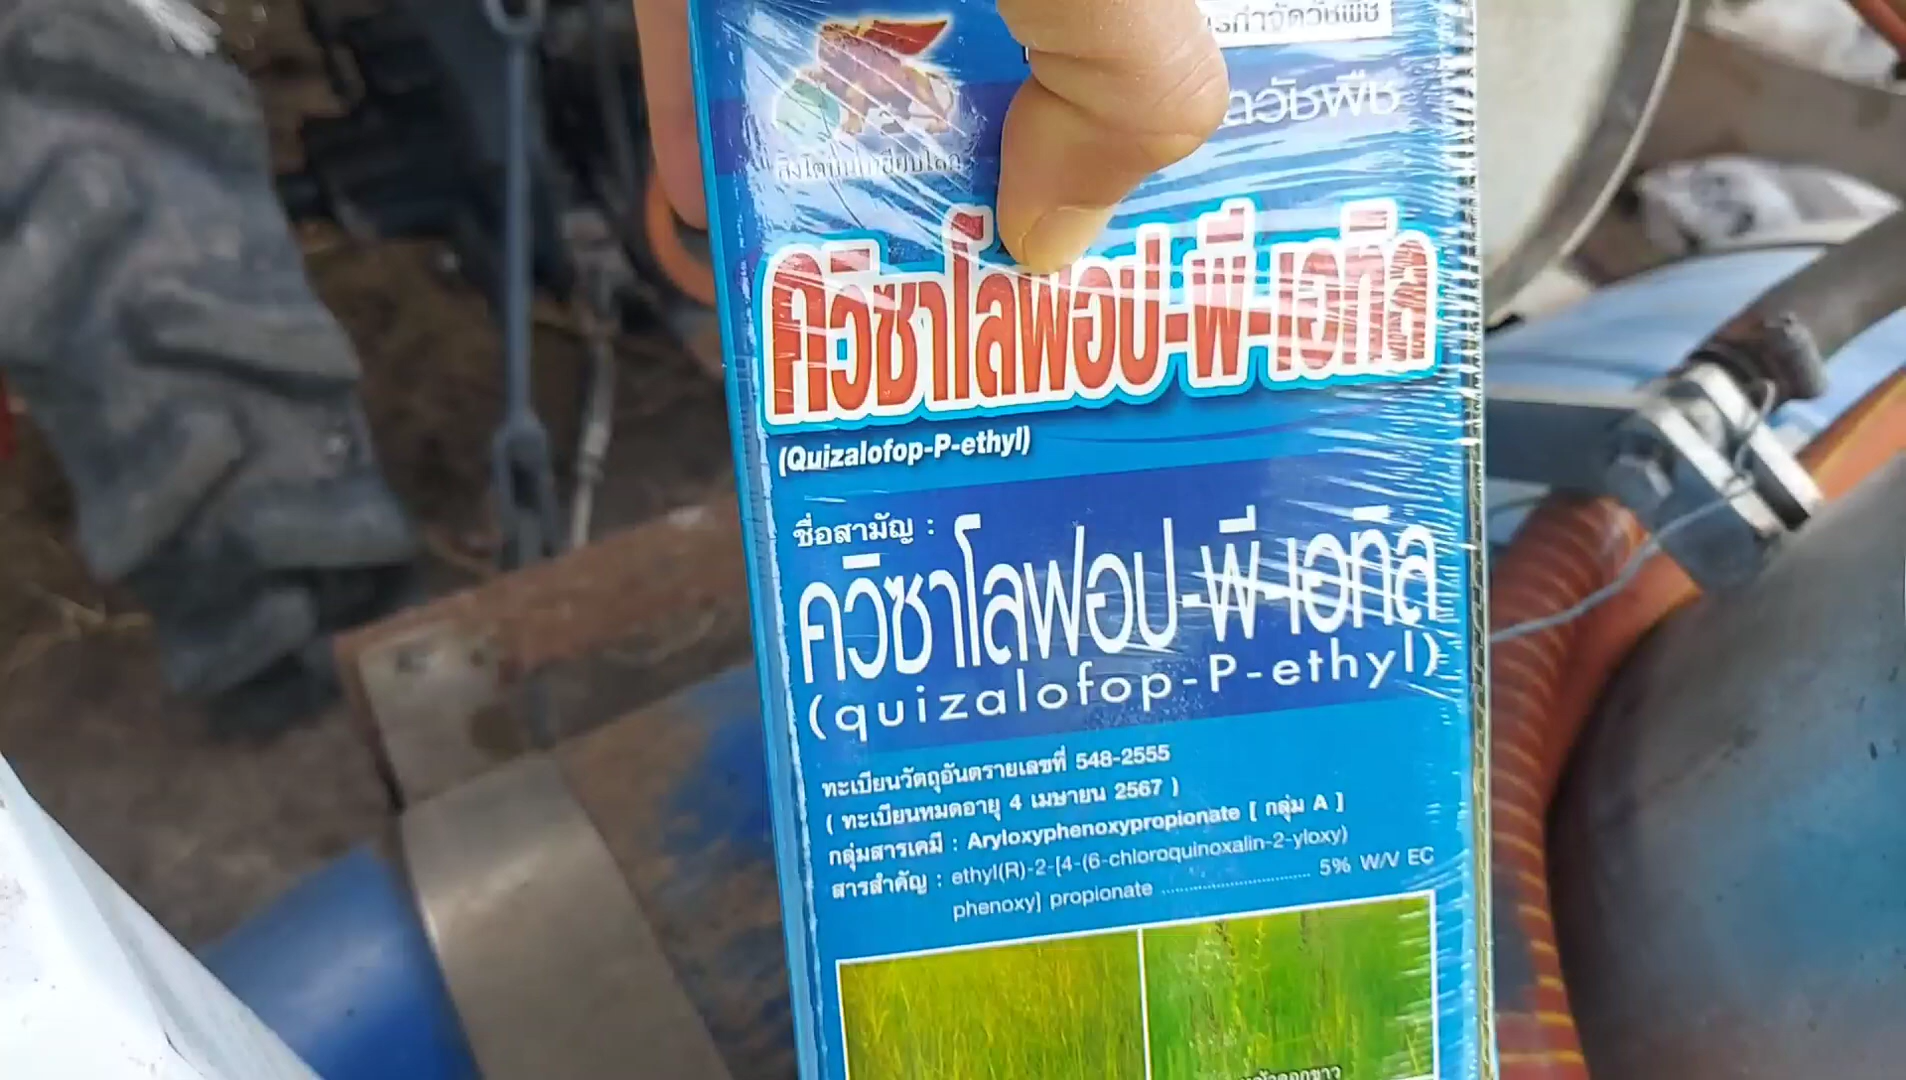 วัชพืช
ควิซาโลฟอป-พี-เอทิล
(Quizalofop-P-ethyl)
ชื่อสามัญ :
ควิซาโลฟอป-พี-เอทิล
(quizalofop-P-ethyl)
ทะเบียนวัตถุอันตรายเลขที่ 548-2555
( ทะเบียนหมดอายุ 4 เมษายน 2567 )
กลุ่มสารเคมี : Aryloxyphenoxypropionate [ กลุ่ม A ]
สารสำคัญ : ethyl(R)-2-[4-(6-chloroquinoxalin-2-yloxy)
phenoxy] propionate .................................. 5% W/V EC